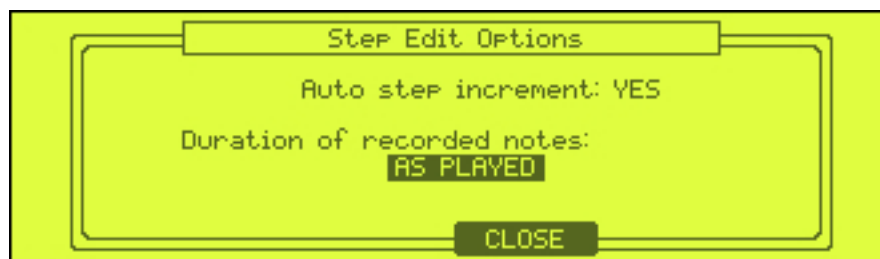 Step Edit Options
Auto step increment: YES
Duration of recorded notes:
AS PLAYED
CLOSE